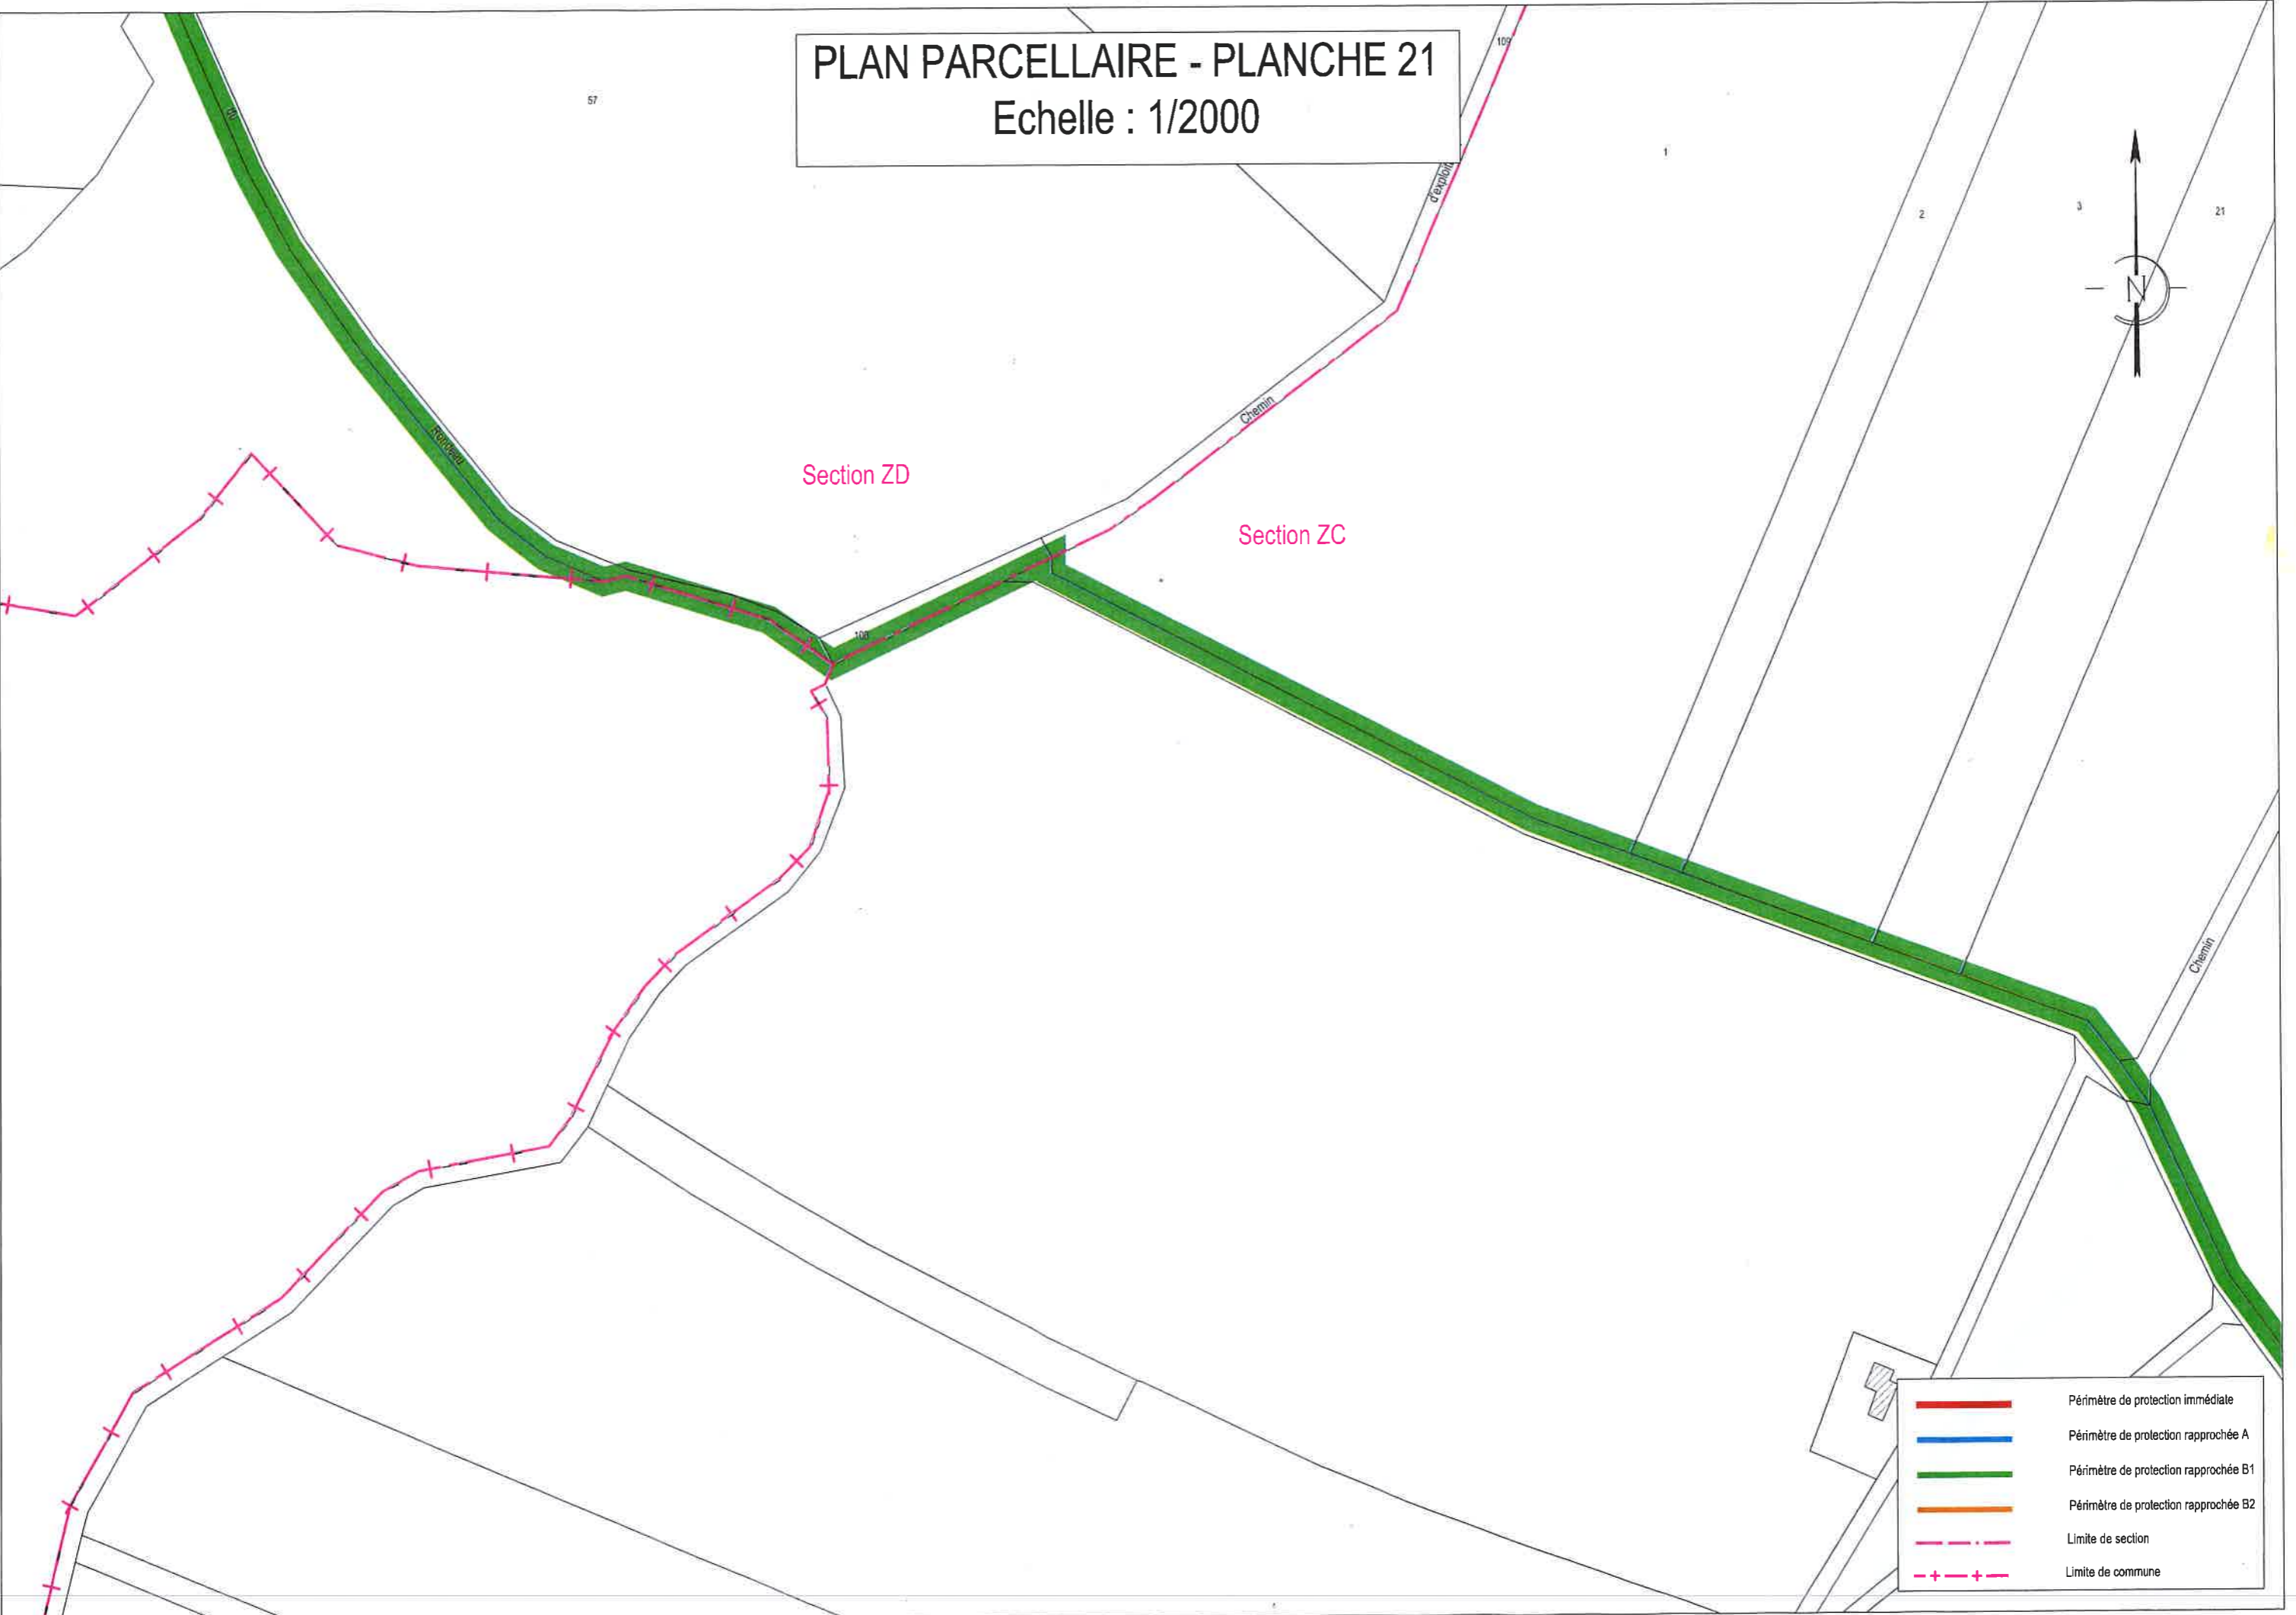 PLAN PARCELLAIRE - PLANCHE 21
Echelle : 1/2000
109
57
1
d'exploit
2
3
21
N
Chemin
Section ZD
Section ZC
Chemin
Périmètre de protection immédiate
Périmètre de protection rapprochée A
Périmètre de protection rapprochée B1
Périmètre de protection rapprochée B2
Limite de section
Limite de commune